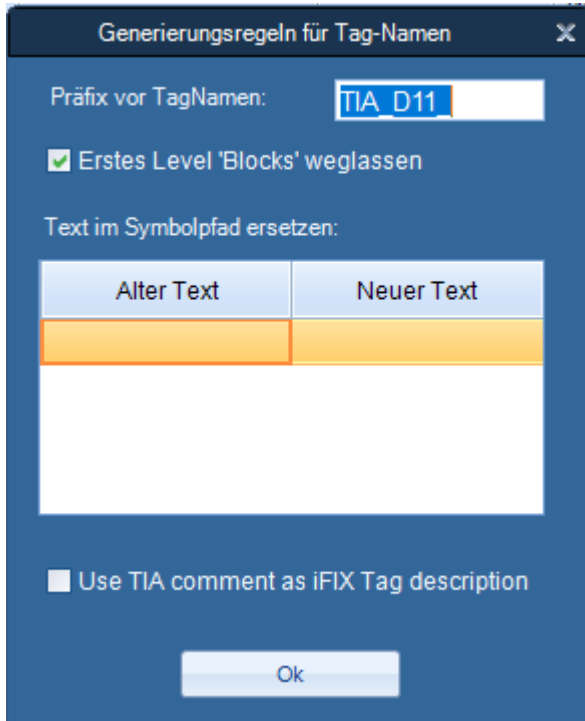 Generierungsregeln für Tag-Namen
Präfix vor TagNamen: TIA_D11_
Erstes Level 'Blocks' weglassen
Text im Symbolpfad ersetzen:
Alter Text Neuer Text
Use TIA comment as iFIX Tag description
Ok